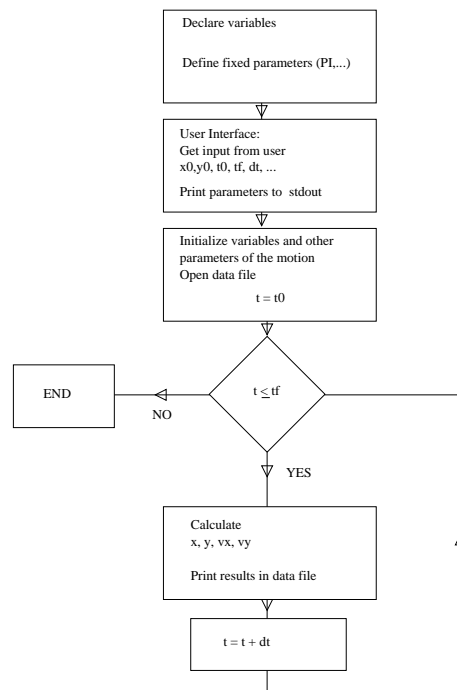 Declare variables
Define fixed parameters (PI,...)
User Interface:
Get input from user
x0,y0, t0, tf, dt, ...
Print parameters to stdout
Initialize variables and other
parameters of the motion
Open data file
t = t0
t ≤ tf
END
NO
YES
Calculate
x, y, vx, vy
Print results in data file
t = t + dt